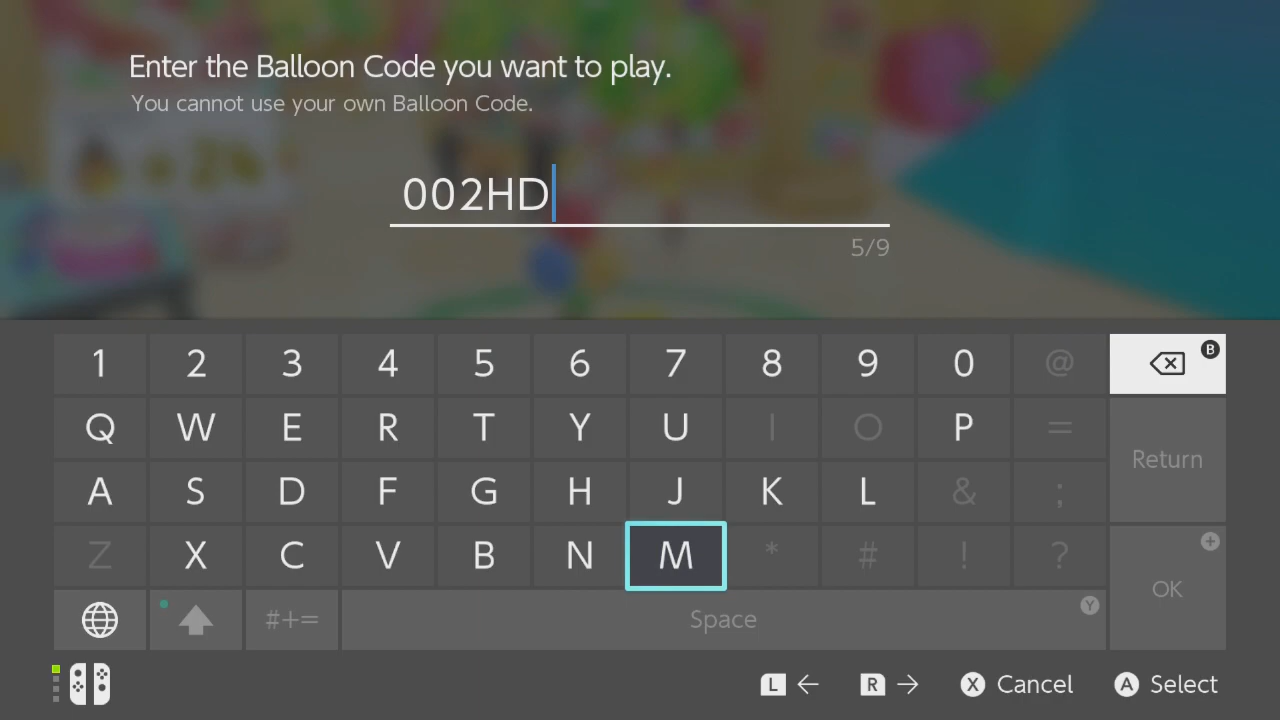 Enter the Balloon Code you want to play.
You cannot use your own Balloon Code.
002HD
5/9
1 2 3 4 5 6 7 8 9 0 @ B
Q W E R T Y U I O P = Return
A S D F G H J K L & ;
Z X C V B N M * # ! ? + OK
#+= Space Y
L ← R → X Cancel A Select